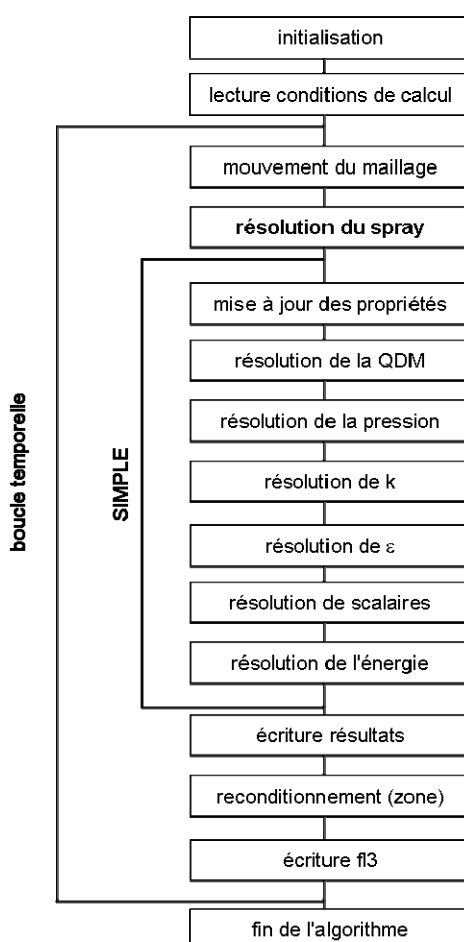 initialisation
lecture conditions de calcul
mouvement du maillage
résolution du spray
mise à jour des propriétés
résolution de la QDM
résolution de la pression
résolution de k
résolution de ε
résolution de scalaires
résolution de l'énergie
écriture résultats
reconditionnement (zone)
écriture fl3
fin de l'algorithme
SIMPLE
boucle temporelle